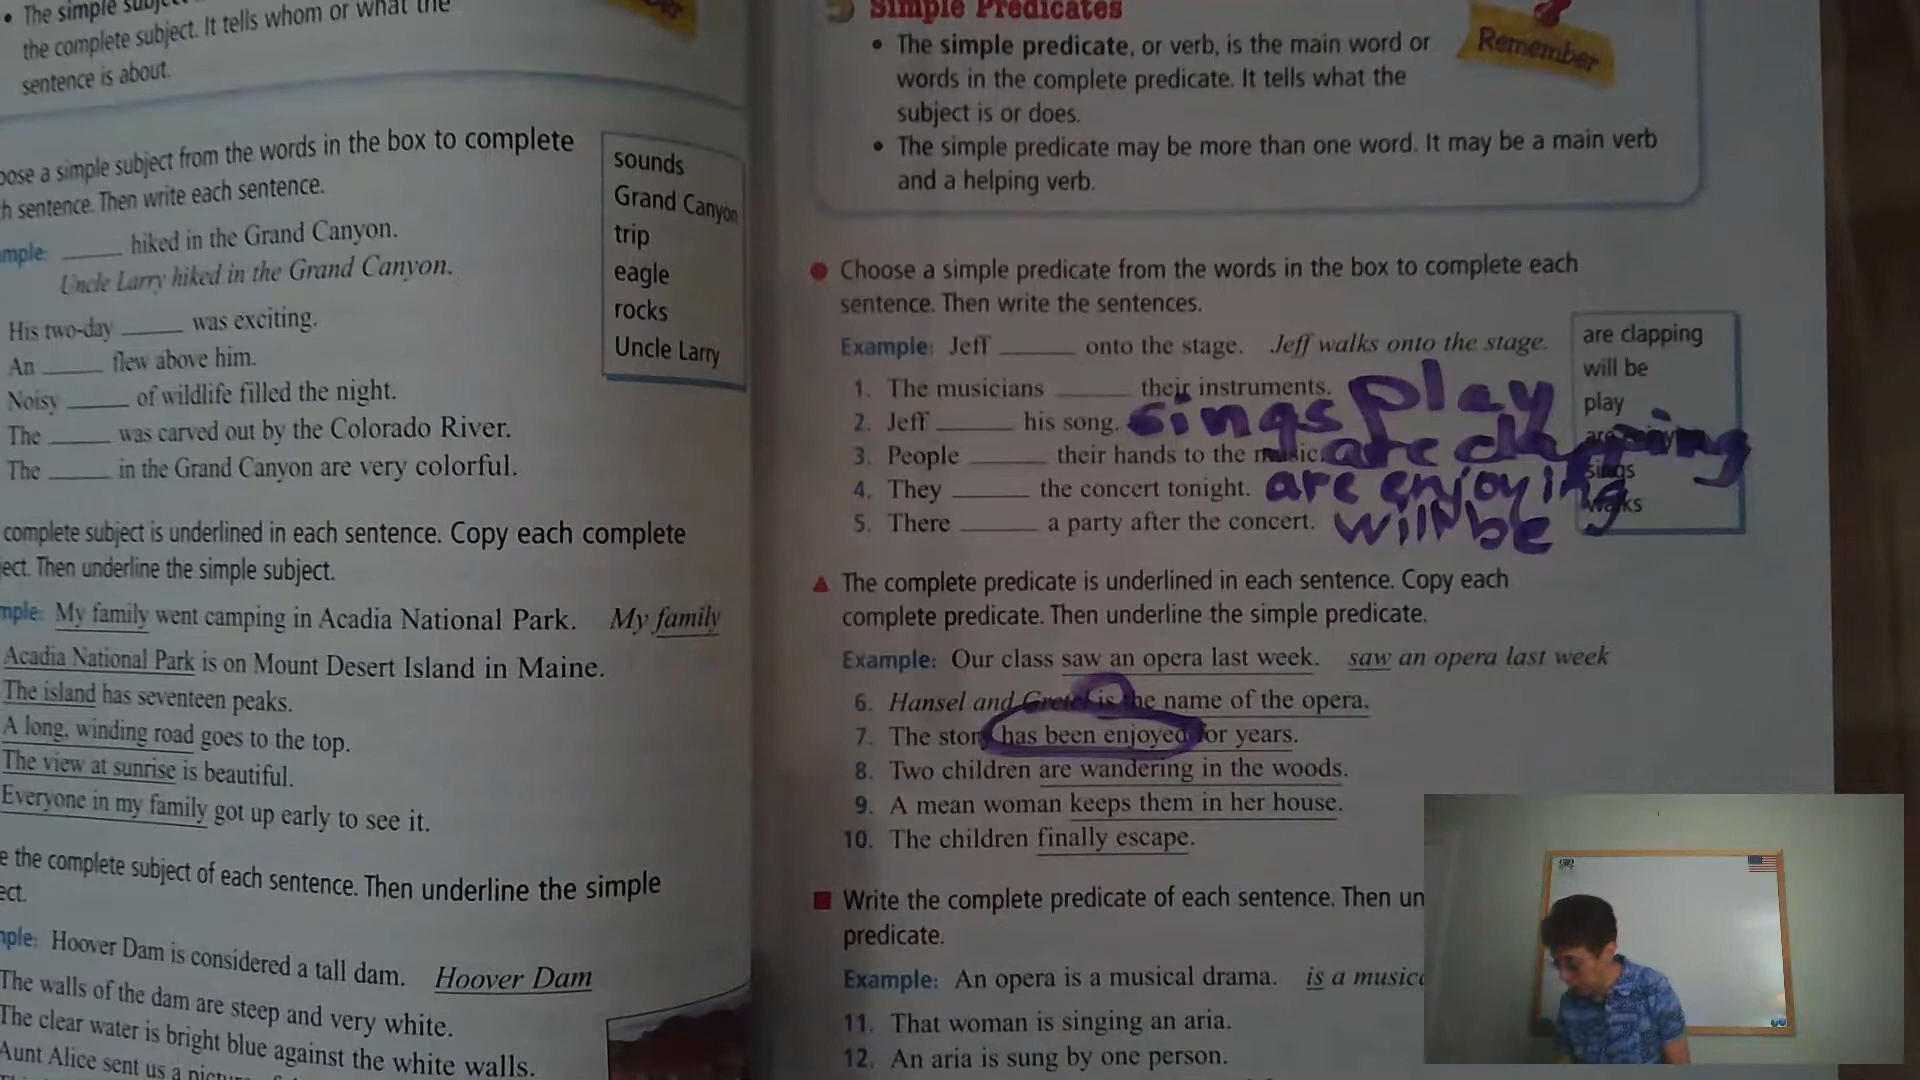 • The simple
the complete subject. It tells whom or what the
sentence is about.
oose a simple subject from the words in the box to complete
h sentence. Then write each sentence.
mple: ______ hiked in the Grand Canyon.
Uncle Larry hiked in the Grand Canyon.
His two-day ______ was exciting.
An ______ flew above him.
Noisy ______ of wildlife filled the night.
The ______ was carved out by the Colorado River.
The ______ in the Grand Canyon are very colorful.
sounds
Grand Canyon
trip
eagle
rocks
Uncle Larry
complete subject is underlined in each sentence. Copy each complete
ject. Then underline the simple subject.
mple: My family went camping in Acadia National Park. My family
Acadia National Park is on Mount Desert Island in Maine.
The island has seventeen peaks.
A long, winding road goes to the top.
The view at sunrise is beautiful.
Everyone in my family got up early to see it.
e the complete subject of each sentence. Then underline the simple
ect.
mple: Hoover Dam is considered a tall dam. Hoover Dam
The walls of the dam are steep and very white.
The clear water is bright blue against the white walls.
Aunt Alice sent us a
Simple Predicates
Remember
• The simple predicate, or verb, is the main word or
words in the complete predicate. It tells what the
subject is or does.
• The simple predicate may be more than one word. It may be a main verb
and a helping verb.
Choose a simple predicate from the words in the box to complete each
sentence. Then write the sentences.
Example: Jeff ______ onto the stage. Jeff walks onto the stage.
1. The musicians ______ their instruments. play
2. Jeff ______ his song. sings
3. People ______ their hands to the music. are clapping
4. They ______ the concert tonight. are enjoying
5. There ______ a party after the concert. will be
are clapping
will be
play
sings
walks
The complete predicate is underlined in each sentence. Copy each
complete predicate. Then underline the simple predicate.
Example: Our class saw an opera last week. saw an opera last week
6. Hansel and Gretel is the name of the opera.
7. The story has been enjoyed for years.
8. Two children are wandering in the woods.
9. A mean woman keeps them in her house.
10. The children finally escape.
Write the complete predicate of each sentence. Then un
predicate.
Example: An opera is a musical drama. is a music
11. That woman is singing an aria.
12. An aria is sung by one person.